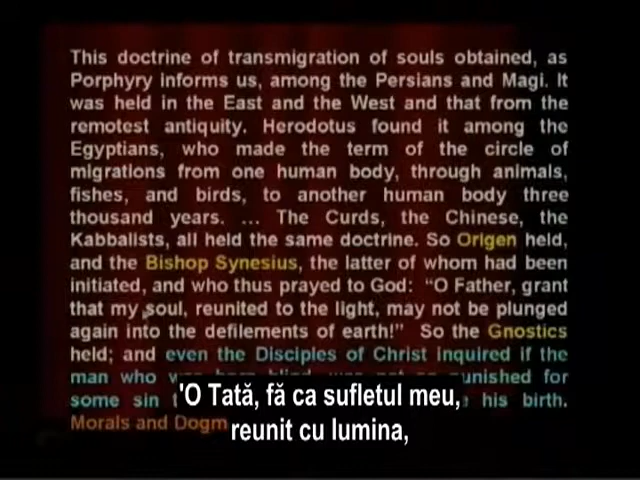 This doctrine of transmigration of souls obtained, as
Porphyry informs us, among the Persians and Magi. It
was held in the East and the West and that from the
remotest antiquity. Herodotus found it among the
Egyptians, who made the term of the circle of
migrations from one human body, through animals,
fishes, and birds, to another human body three
thousand years. ... The Curds, the Chinese, the
Kabbalists, all held the same doctrine. So Origen held,
and the Bishop Synesius, the latter of whom had been
initiated, and who thus prayed to God: “O Father, grant
that my soul, reunited to the light, may not be plunged
again into the defilements of earth!” So the Gnostics
held; and even the Disciples of Christ inquired if the
man who was born blind, was not so punished for
some sin his birth.
Morals and Dogm
'O Tată, fă ca sufletul meu,
reunit cu lumina,